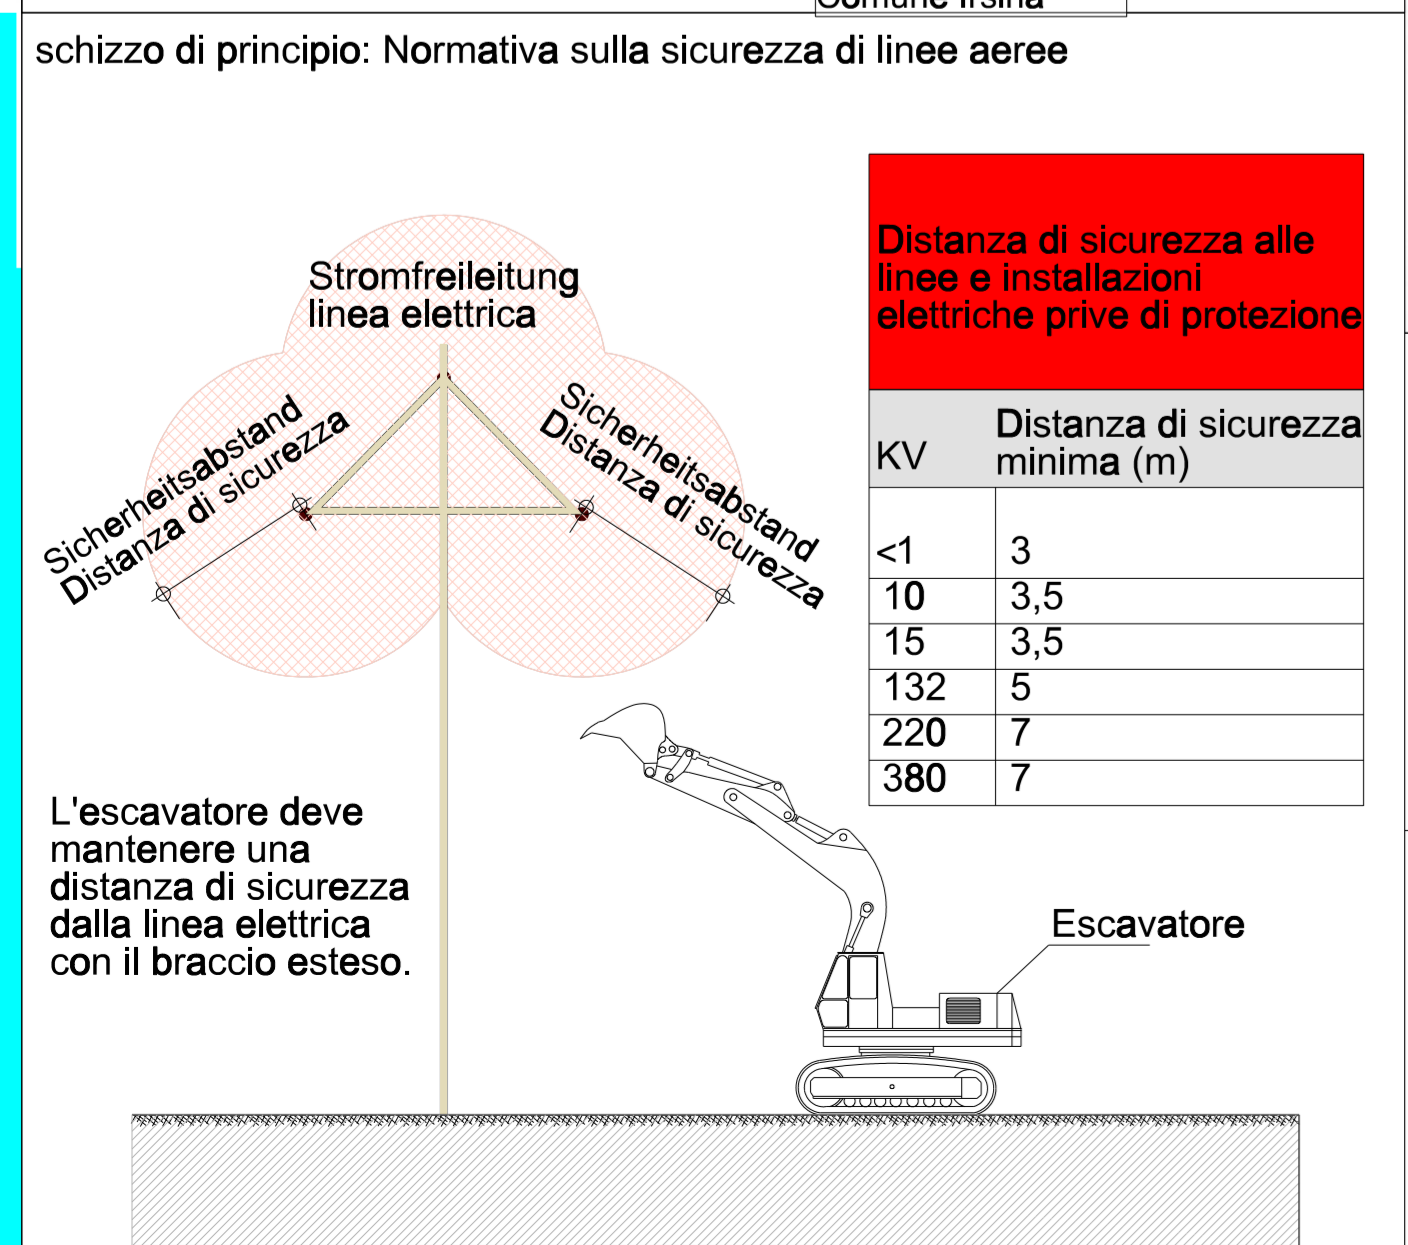 Comune Irsina
schizzo di principio: Normativa sulla sicurezza di linee aeree
Stromfreileitung
linea elettrica
Sicherheitsabstand
Distanza di sicurezza
Sicherheitsabstand
Distanza di sicurezza
Distanza di sicurezza alle
linee e installazioni
elettriche prive di protezione
KV Distanza di sicurezza
minima (m)
<1 3
10 3,5
15 3,5
132 5
220 7
380 7
L'escavatore deve
mantenere una
distanza di sicurezza
dalla linea elettrica
con il braccio esteso.
Escavatore